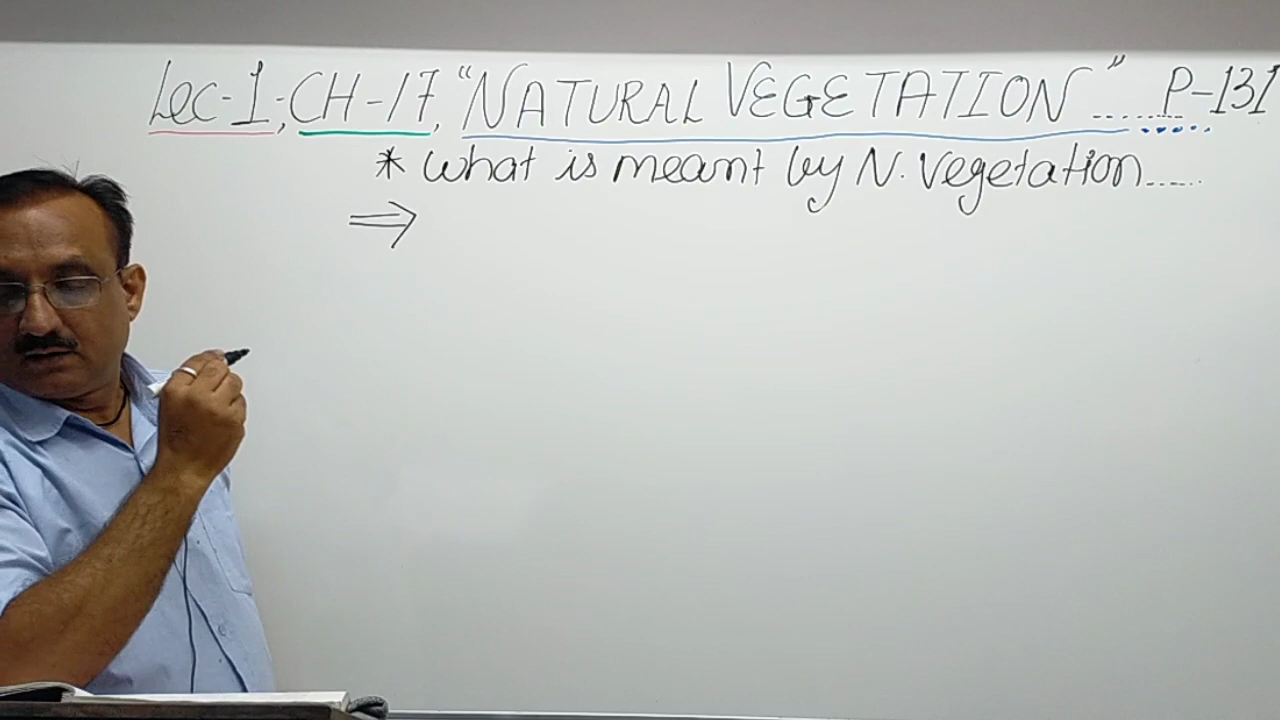 Lec-1, CH-17, "NATURAL VEGETATION" ........ P-131
* What is meant by N. Vegetation......
⇒